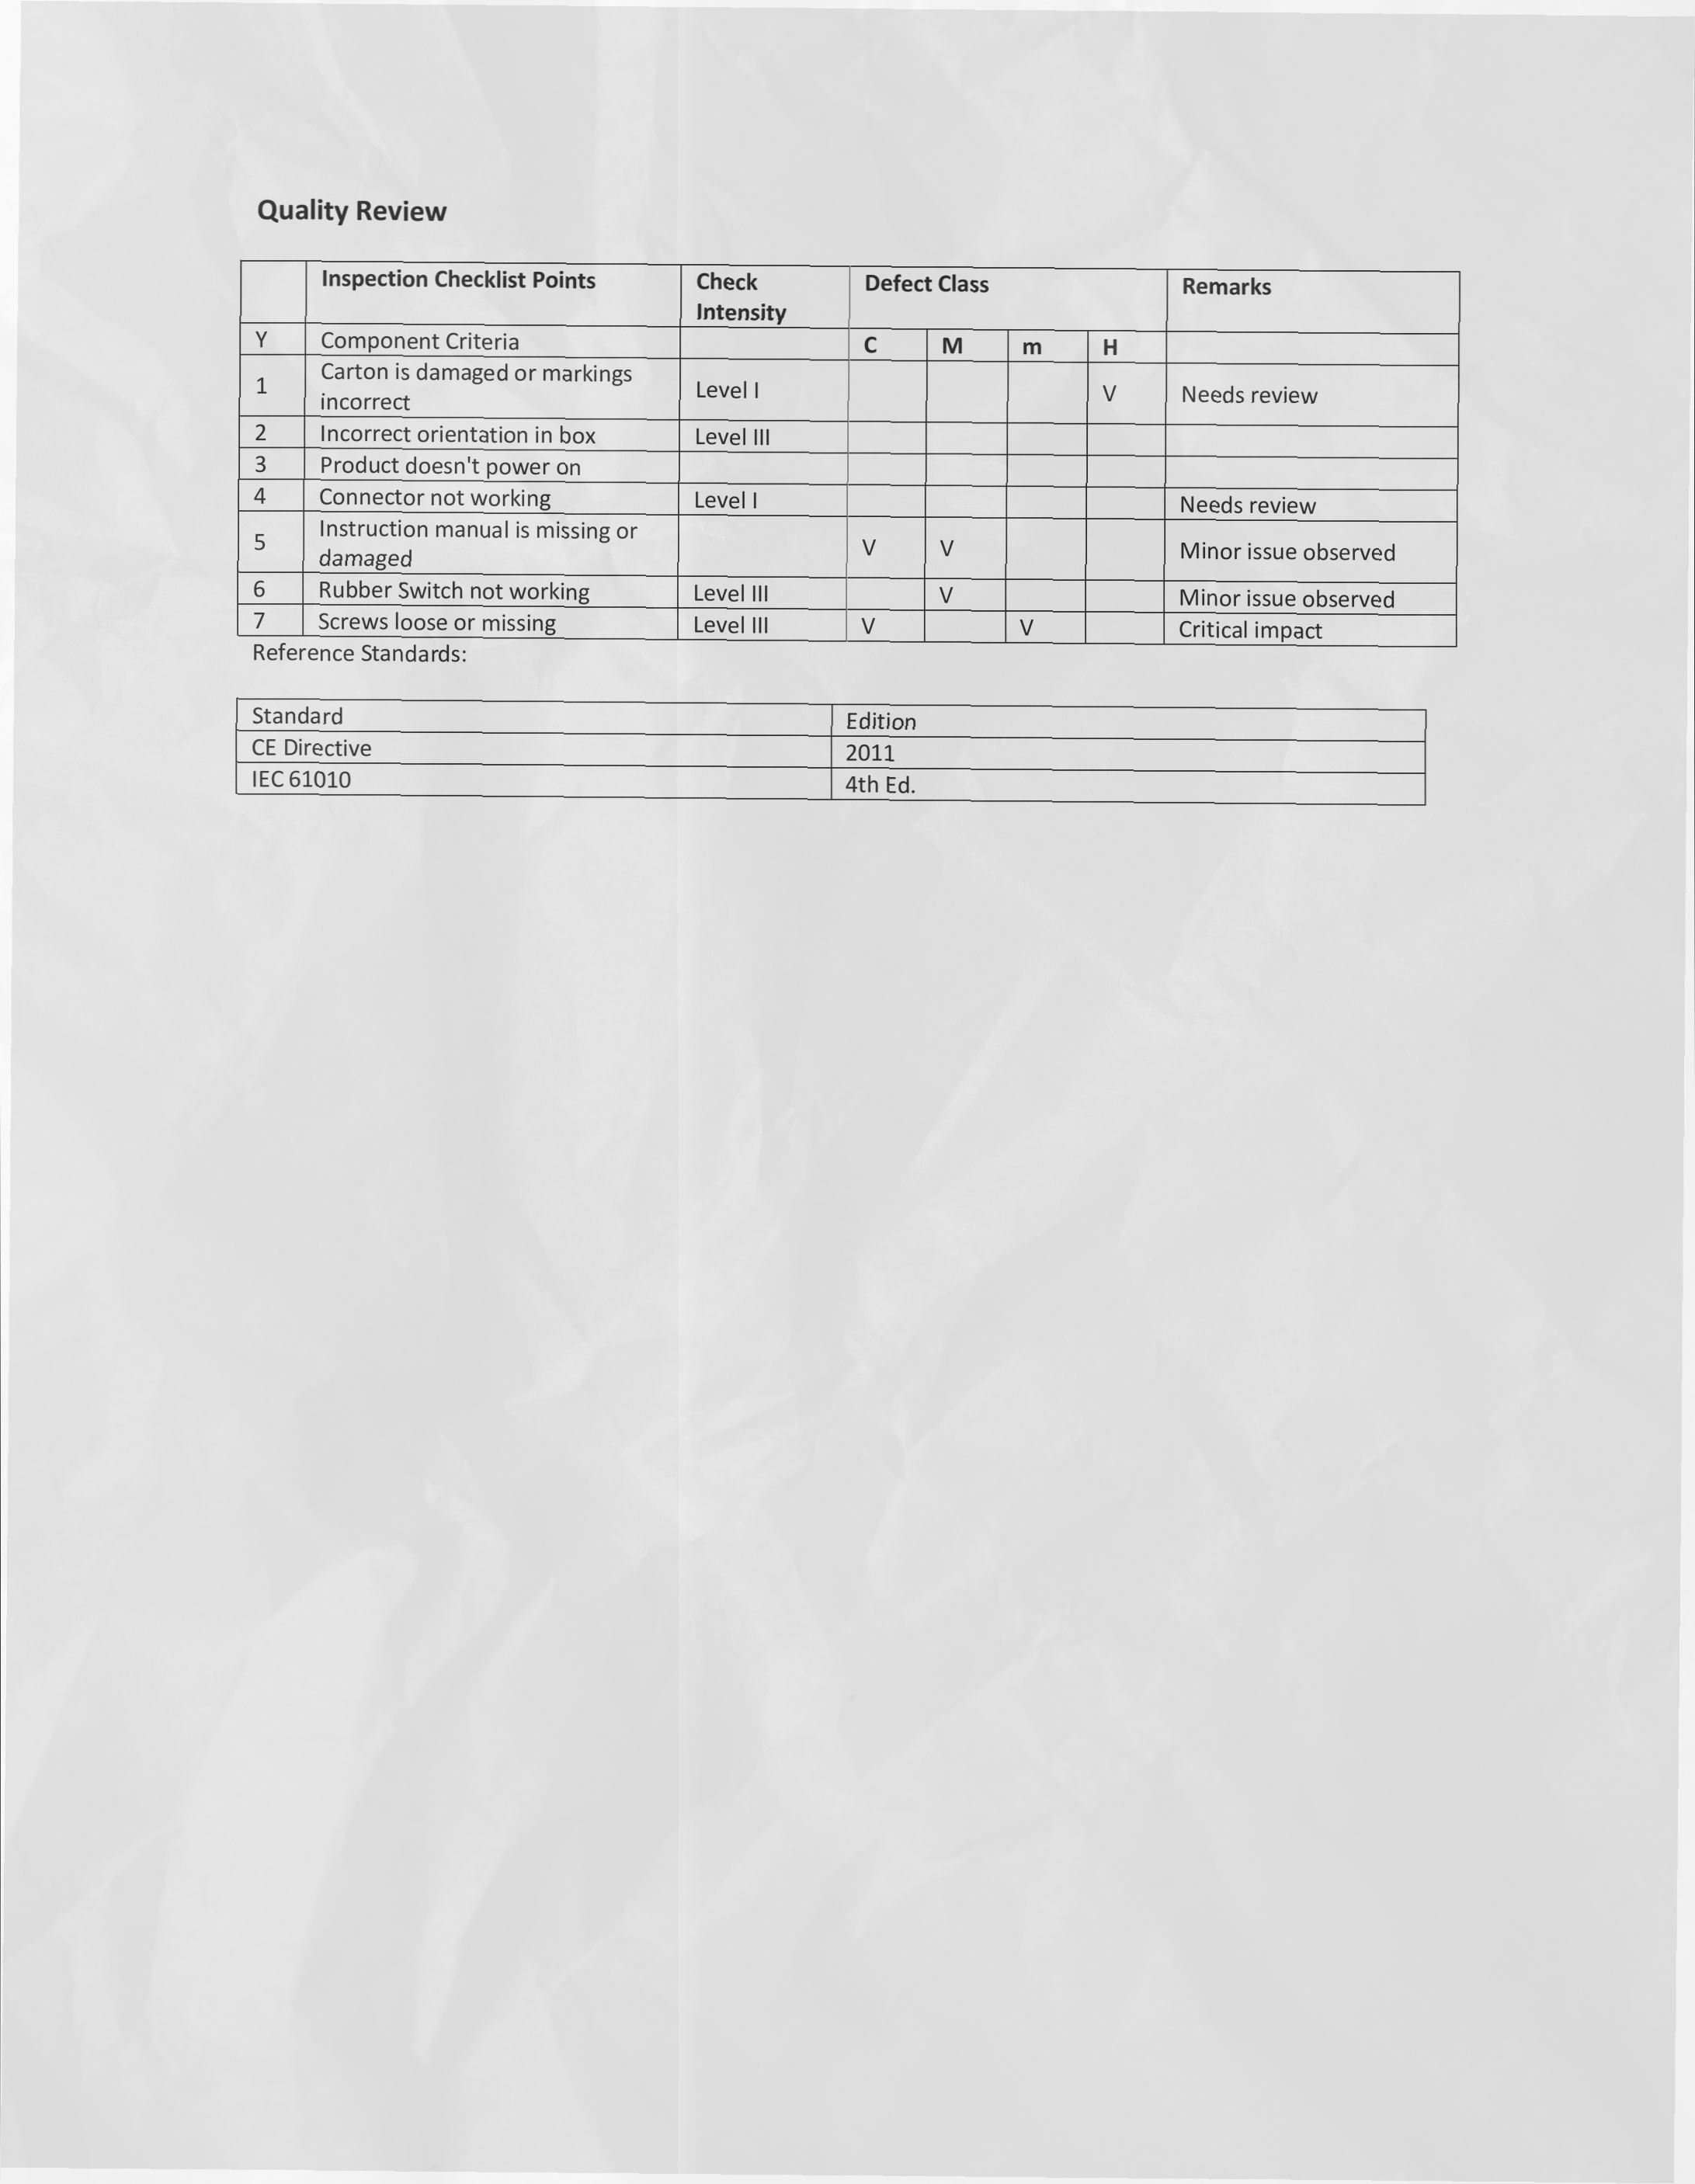 Quality Review
Inspection Checklist Points Check Intensity Defect Class Remarks
Y Component Criteria C M m H
1 Carton is damaged or markings incorrect Level I V Needs review
2 Incorrect orientation in box Level III
3 Product doesn't power on
4 Connector not working Level I Needs review
5 Instruction manual is missing or damaged V V Minor issue observed
6 Rubber Switch not working Level III V Minor issue observed
7 Screws loose or missing Level III V V Critical impact
Reference Standards:
Standard Edition
CE Directive 2011
IEC 61010 4th Ed.